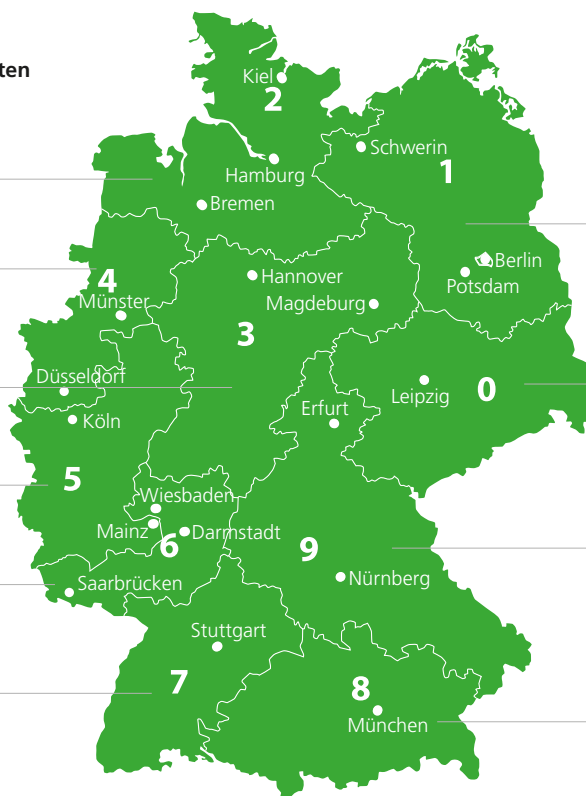 ten
Kiel
2
Schwerin
1
Hamburg
Bremen
Berlin
Potsdam
4
Hannover
Münster
Magdeburg
3
Düsseldorf
Leipzig
0
Erfurt
Köln
5
Wiesbaden
Mainz
Darmstadt
6
9
Saarbrücken
Nürnberg
Stuttgart
7
8
München